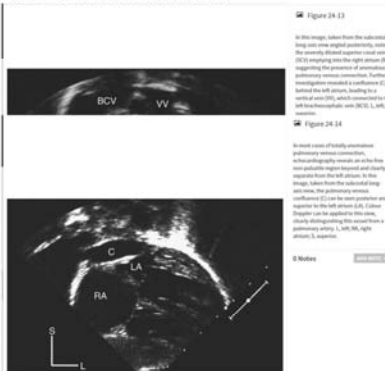 Figure 24-13
In this image, taken from the subcostal
long-axis view angled posteriorly, note
the severely dilated superior caval vein
(SCV) emptying into the right atrium (RA),
suggesting the presence of anomalous
pulmonary venous connection. Further
investigation revealed a confluence (C)
behind the left atrium, leading to a
vertical vein (VV), which connected to the
left brachiocephalic vein (BCV). L, left; S,
superior.
BCV
VV
Figure 24-14
In most cases of totally anomalous
pulmonary venous connection,
echocardiography reveals an echo-free
non-pulsatile region beyond and clearly
separate from the left atrium. In this
image, taken from the subcostal long-
axis view, the pulmonary venous
confluence (C) can be seen posterior and
superior to the left atrium (LA). Colour
Doppler can be applied to this view,
clearly distinguishing this vessel from a
pulmonary artery. L, left; RA, right
atrium; S, superior.
C
LA
RA
S
L
0 Notes
ADD NOTE